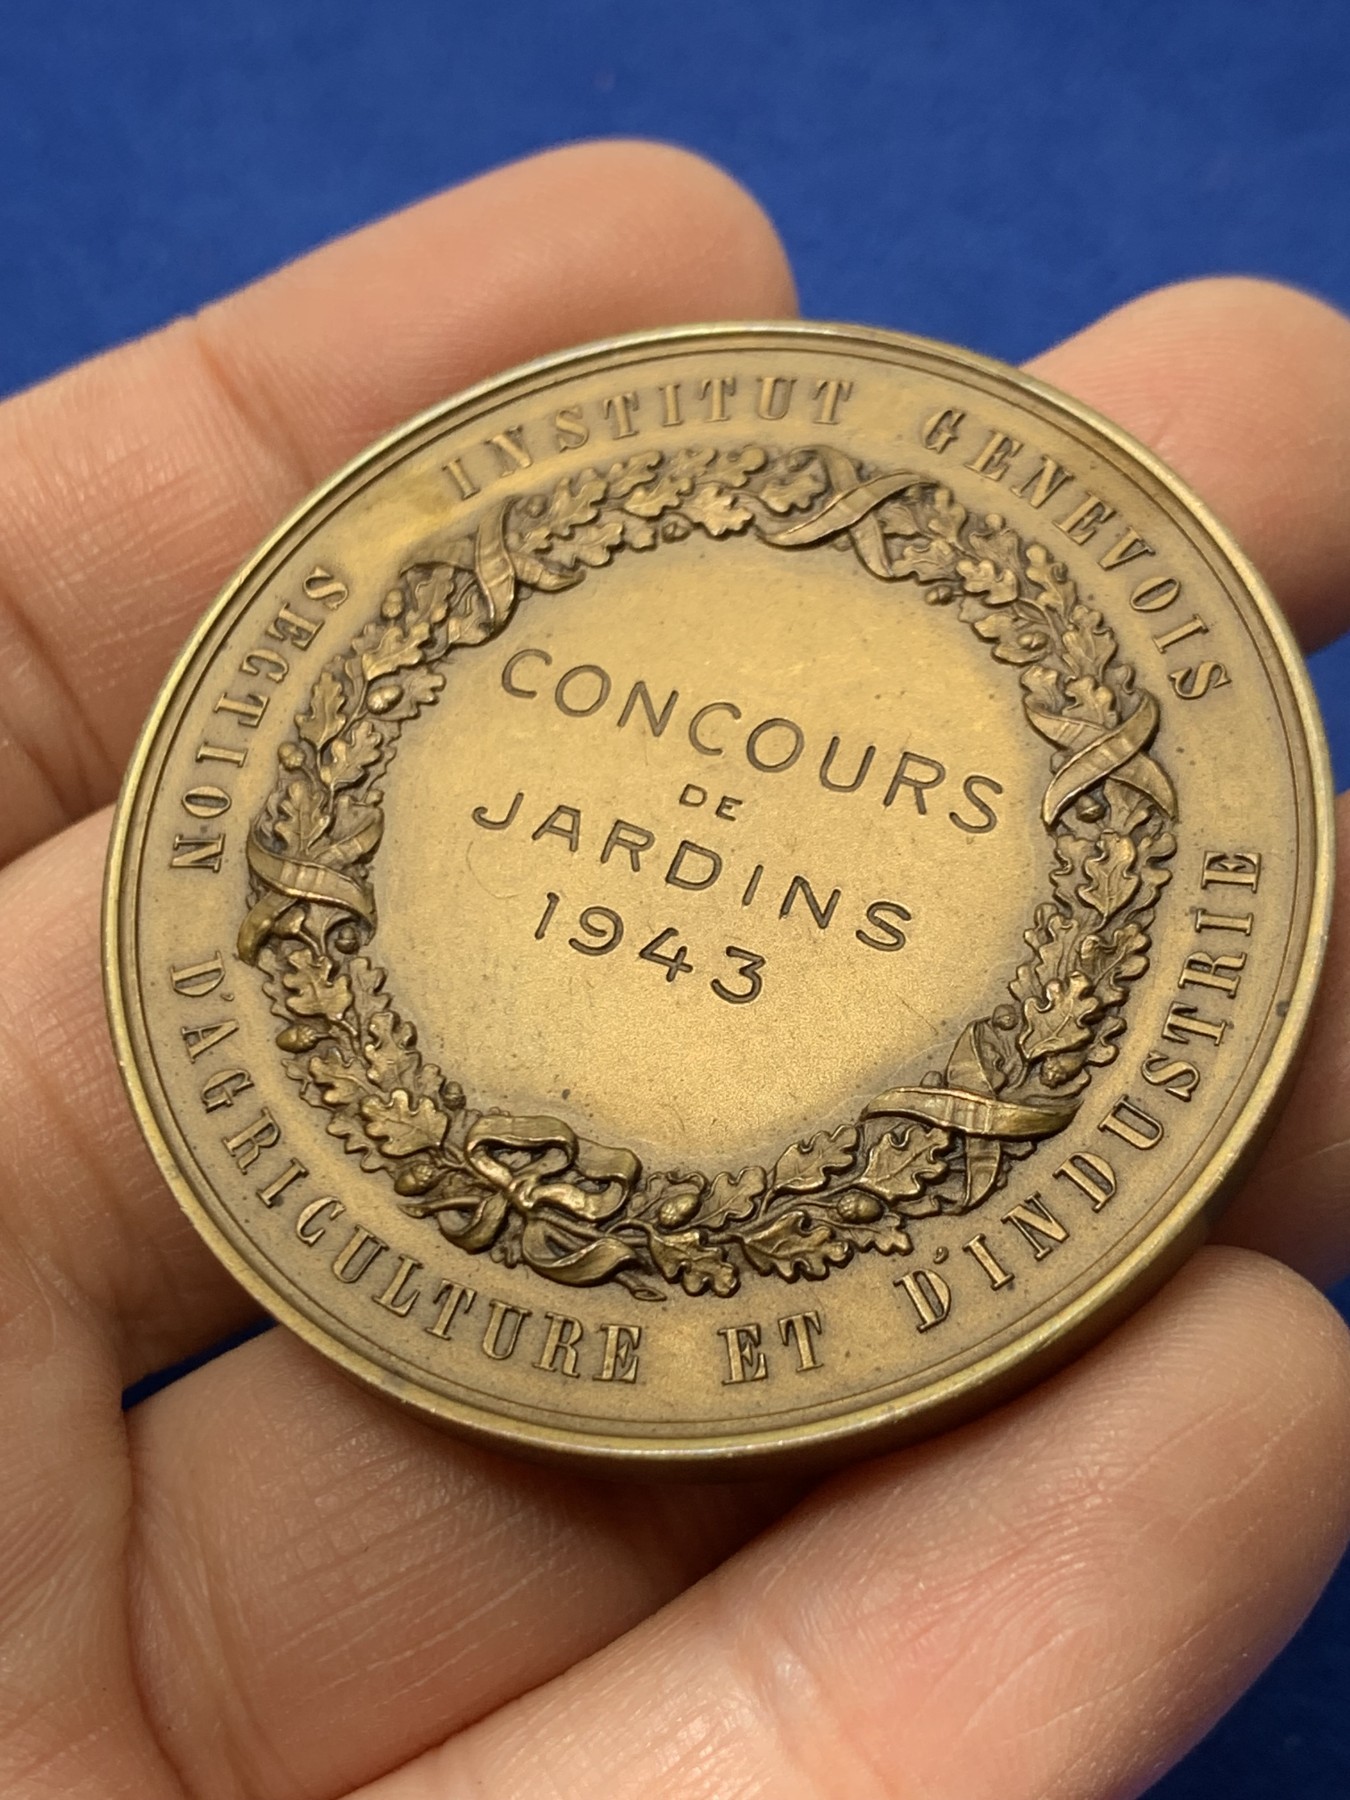 INSTITUT GENEVOIS
SECTION D'AGRICULTURE ET D'INDUSTRIE
CONCOURS
DE
JARDINS
1943